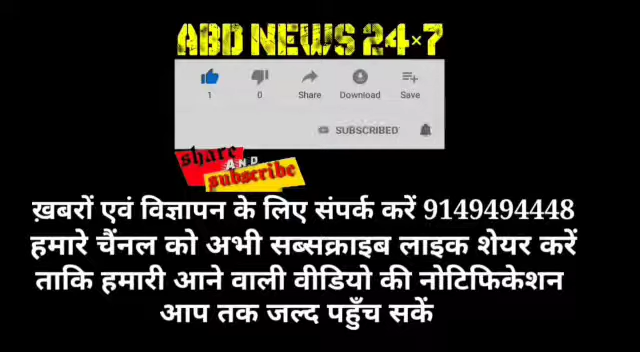 ABD NEWS 24×7
1 0 Share Download Save
SUBSCRIBED
share
AND
subscribe
ख़बरों एवं विज्ञापन के लिए संपर्क करें 9149494448
हमारे चैंनल को अभी सब्सक्राइब लाइक शेयर करें
ताकि हमारी आने वाली वीडियो की नोटिफिकेशन
आप तक जल्द पहुँच सकें